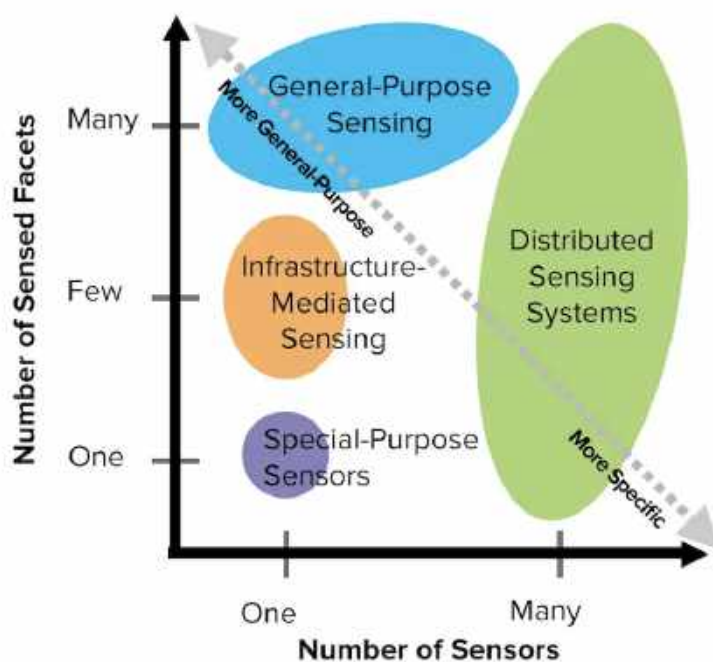 Number of Sensed Facets
Many
Few
One
General-Purpose
Sensing
More General-Purpose
Infrastructure-
Mediated
Sensing
Distributed
Sensing
Systems
Special-Purpose
Sensors
More Specific
One
Many
Number of Sensors